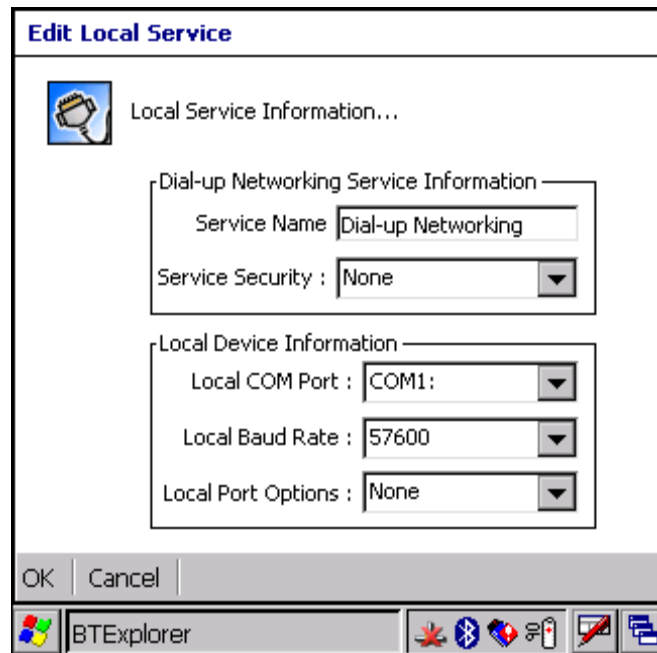 Edit Local Service
Local Service Information...
Dial-up Networking Service Information
Service Name Dial-up Networking
Service Security : None
Local Device Information
Local COM Port : COM1:
Local Baud Rate : 57600
Local Port Options : None
OK Cancel
BTExplorer